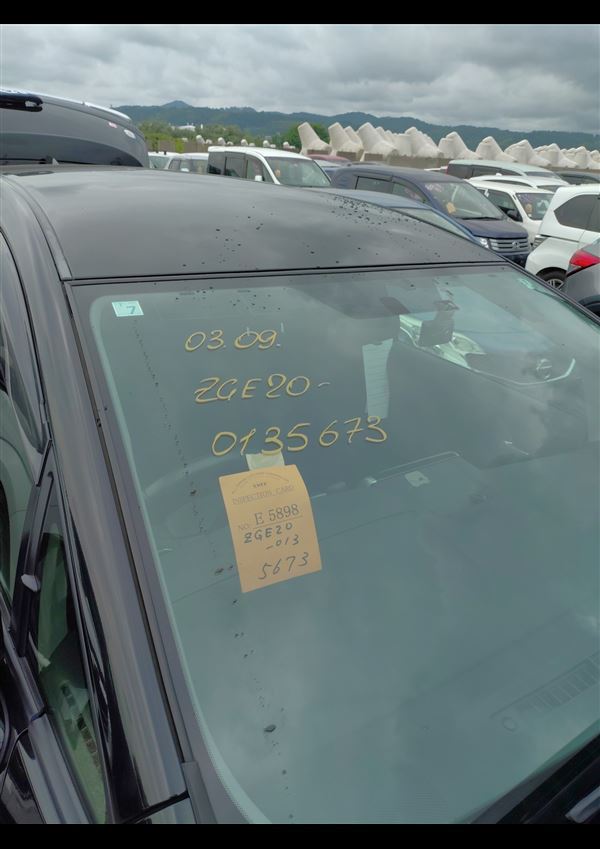 7
03.09.
ZGE20-
0135673
INSPECTION CARD
NO. E 5898
ZGE20
-013
5673